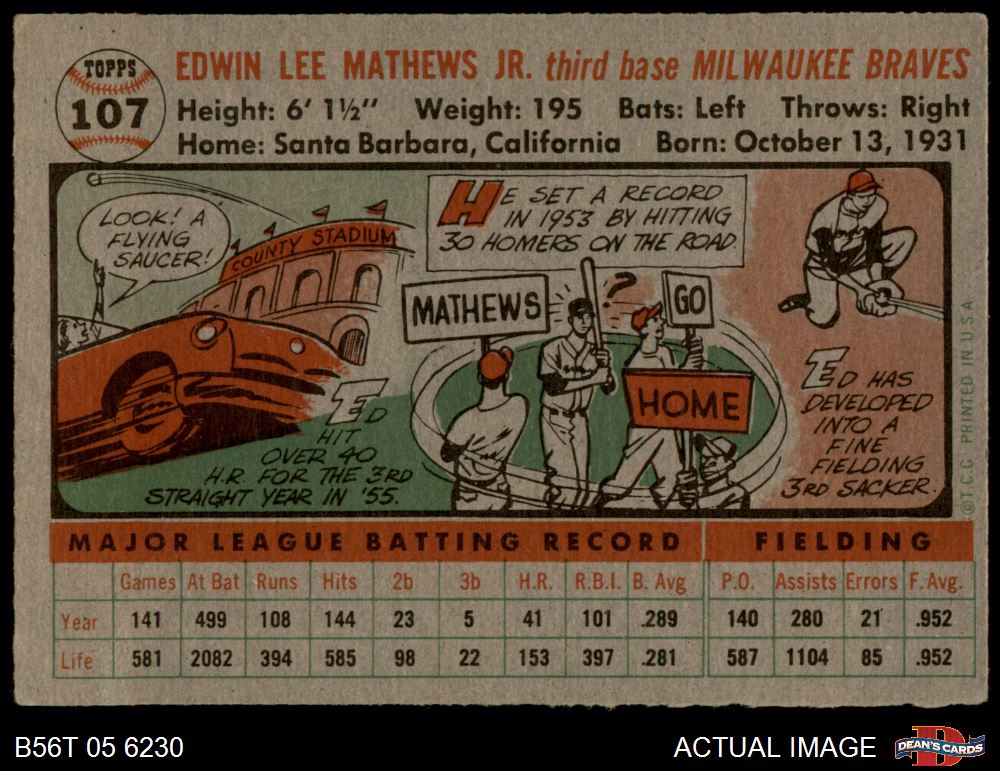 TOPPS
107
EDWIN LEE MATHEWS JR. third base MILWAUKEE BRAVES
Height: 6' 1½" Weight: 195 Bats: Left Throws: Right
Home: Santa Barbara, California Born: October 13, 1931
LOOK! A
FLYING
SAUCER!
COUNTY STADIUM
ED
HIT
OVER 40
H.R. FOR THE 3RD
STRAIGHT YEAR IN '55.
HE SET A RECORD
IN 1953 BY HITTING
30 HOMERS ON THE ROAD.
MATHEWS
?
GO
HOME
ED HAS
DEVELOPED
INTO A
FINE
FIELDING
3RD SACKER.
©T.C.G. PRINTED IN U.S.A.
MAJOR LEAGUE BATTING RECORD FIELDING
Games At Bat Runs Hits 2b 3b H.R. R.B.I. B. Avg P.O. Assists Errors F. Avg.
Year 141 499 108 144 23 5 41 101 .289 140 280 21 .952
Life 581 2082 394 585 98 22 153 397 .281 587 1104 85 .952
B56T 05 6230
ACTUAL IMAGE
D
DEAN'S CARDS